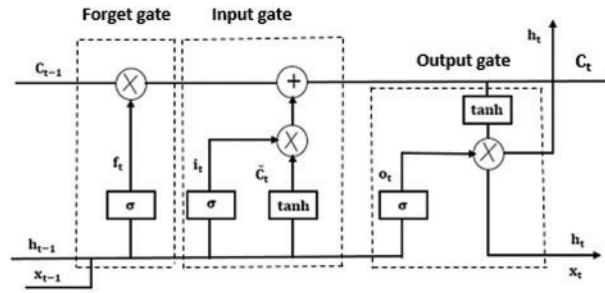 Forget gate
Input gate
Output gate
h_t
C_{t-1}
C_t
×
+
tanh
×
×
f_t
i_t
Č_t
o_t
σ
σ
tanh
σ
h_{t-1}
h_t
x_{t-1}
x_t